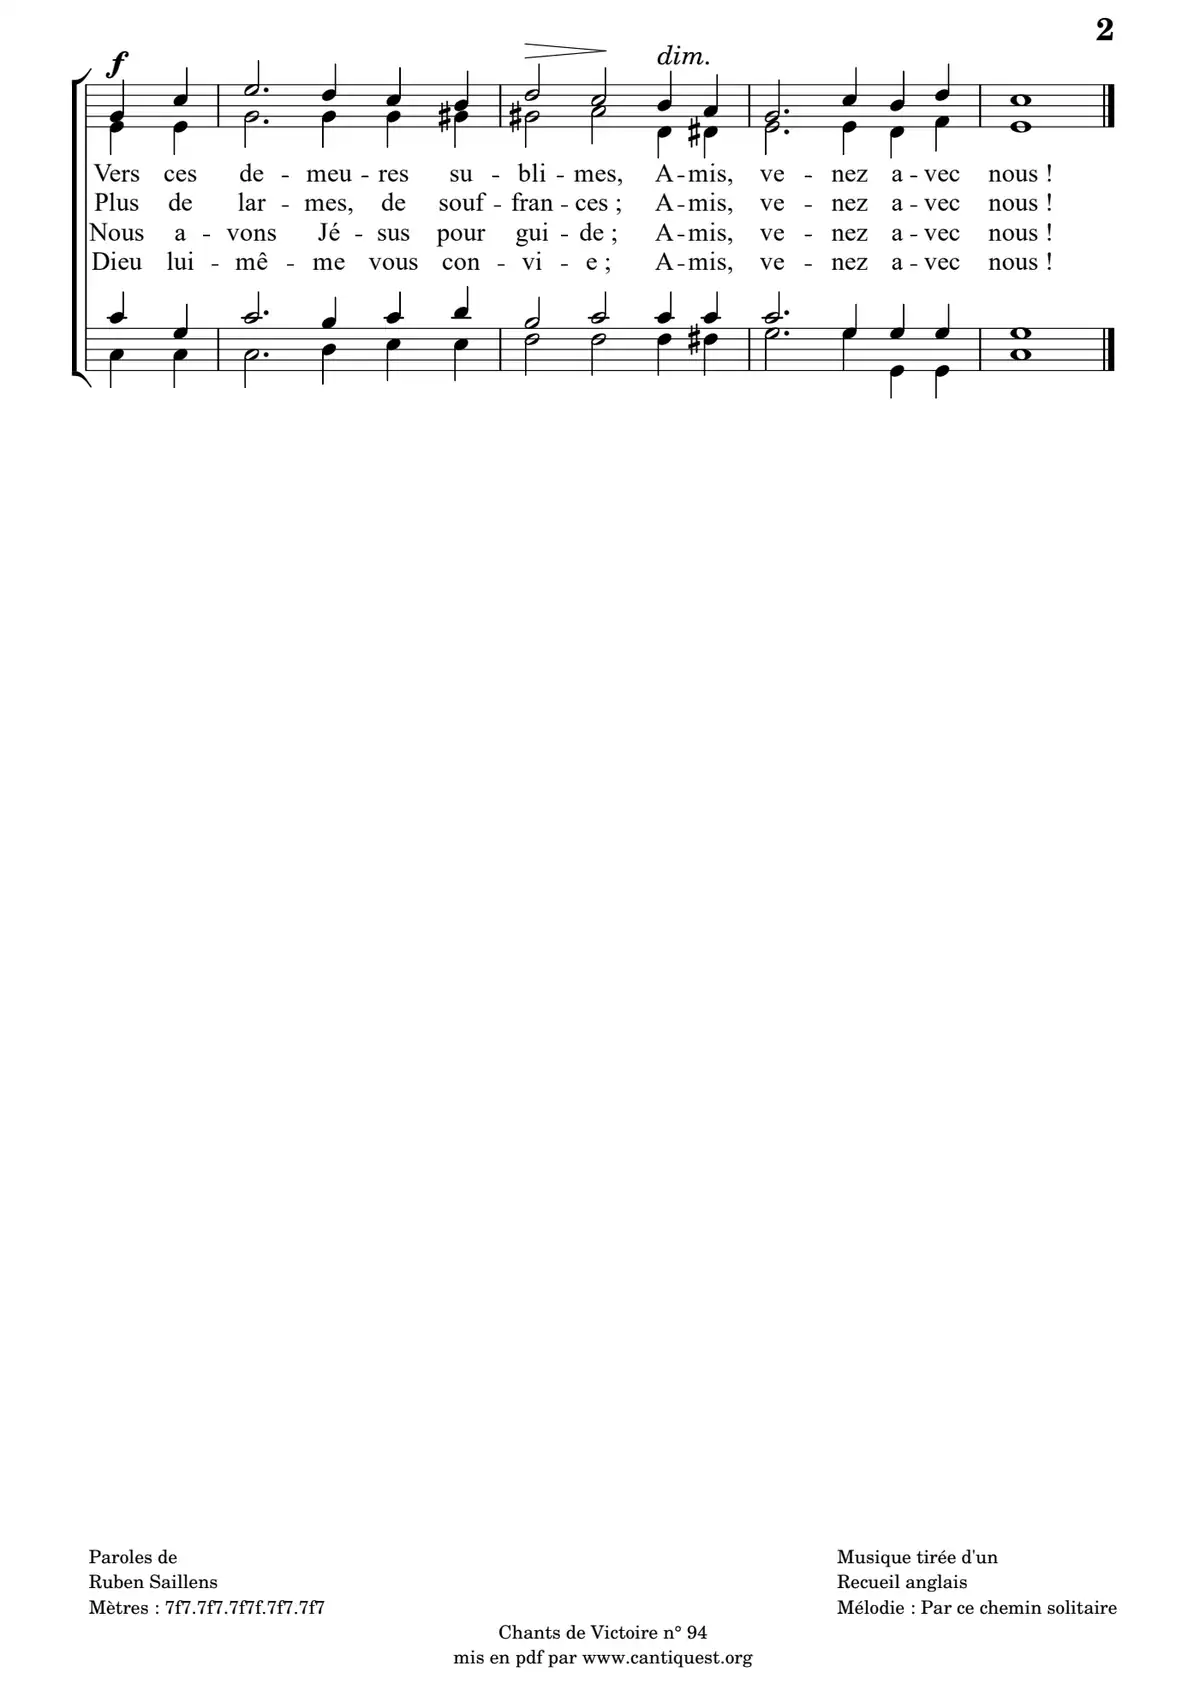 2
f
dim.
Vers ces de - meu - res su - bli - mes, A - mis, ve - nez a - vec nous !
Plus de lar - mes, de souf - fran - ces ; A - mis, ve - nez a - vec nous !
Nous a - vons Jé - sus pour gui - de ; A - mis, ve - nez a - vec nous !
Dieu lui - mê - me vous con - vi - e ; A - mis, ve - nez a - vec nous !
Paroles de
Ruben Saillens
Mètres : 7f7.7f7.7f7f.7f7.7f7
Musique tirée d'un
Recueil anglais
Mélodie : Par ce chemin solitaire
Chants de Victoire n° 94
mis en pdf par www.cantiquest.org